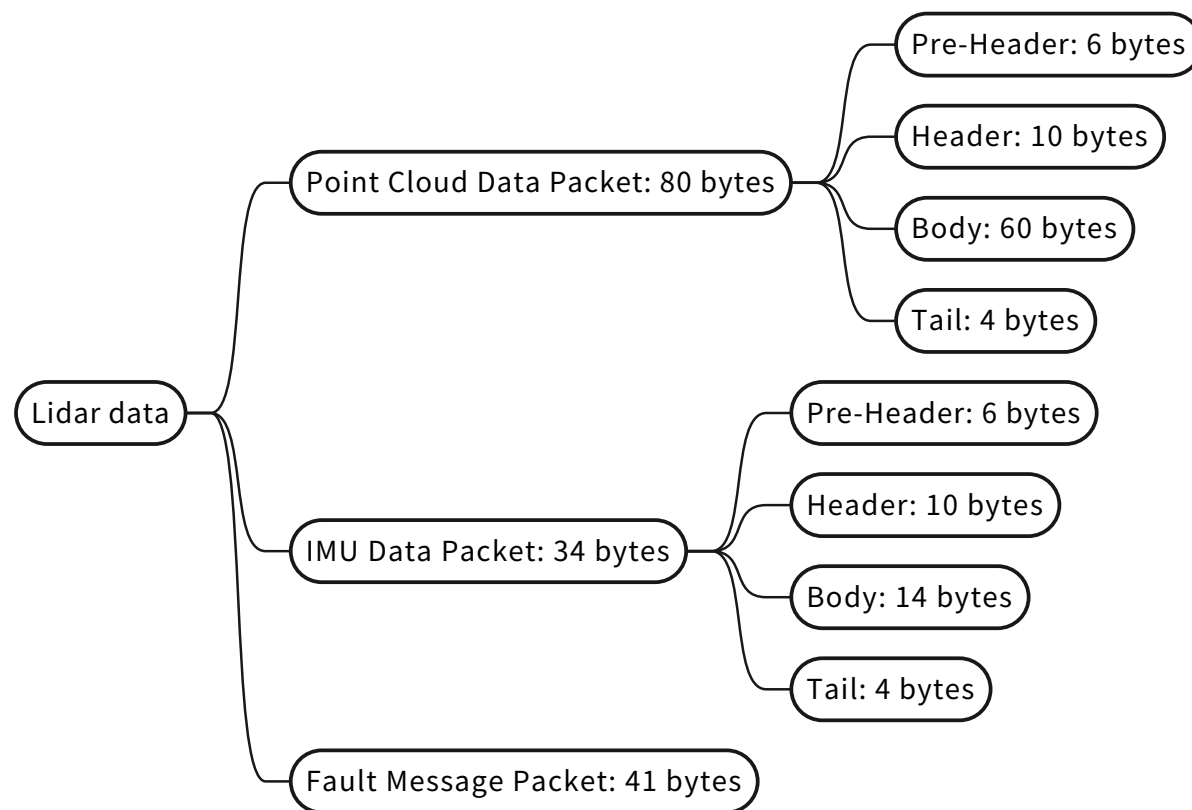 Lidar data
Point Cloud Data Packet: 80 bytes
Pre-Header: 6 bytes
Header: 10 bytes
Body: 60 bytes
Tail: 4 bytes
IMU Data Packet: 34 bytes
Pre-Header: 6 bytes
Header: 10 bytes
Body: 14 bytes
Tail: 4 bytes
Fault Message Packet: 41 bytes